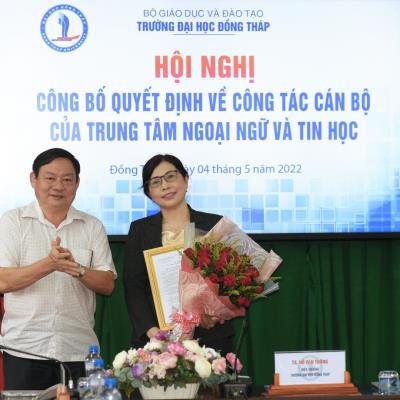 BỘ GIÁO DỤC VÀ ĐÀO TẠO
TRƯỜNG ĐẠI HỌC ĐỒNG THÁP
HỘI NGHỊ
CÔNG BỐ QUYẾT ĐỊNH VỀ CÔNG TÁC CÁN BỘ
CỦA TRUNG TÂM NGOẠI NGỮ VÀ TIN HỌC
Đồng 04 tháng 5 năm 2022
TS. HỒ VĂN THỐNG
HIỆU TRƯỞNG
TRƯỜNG ĐẠI HỌC ĐỒNG THÁP